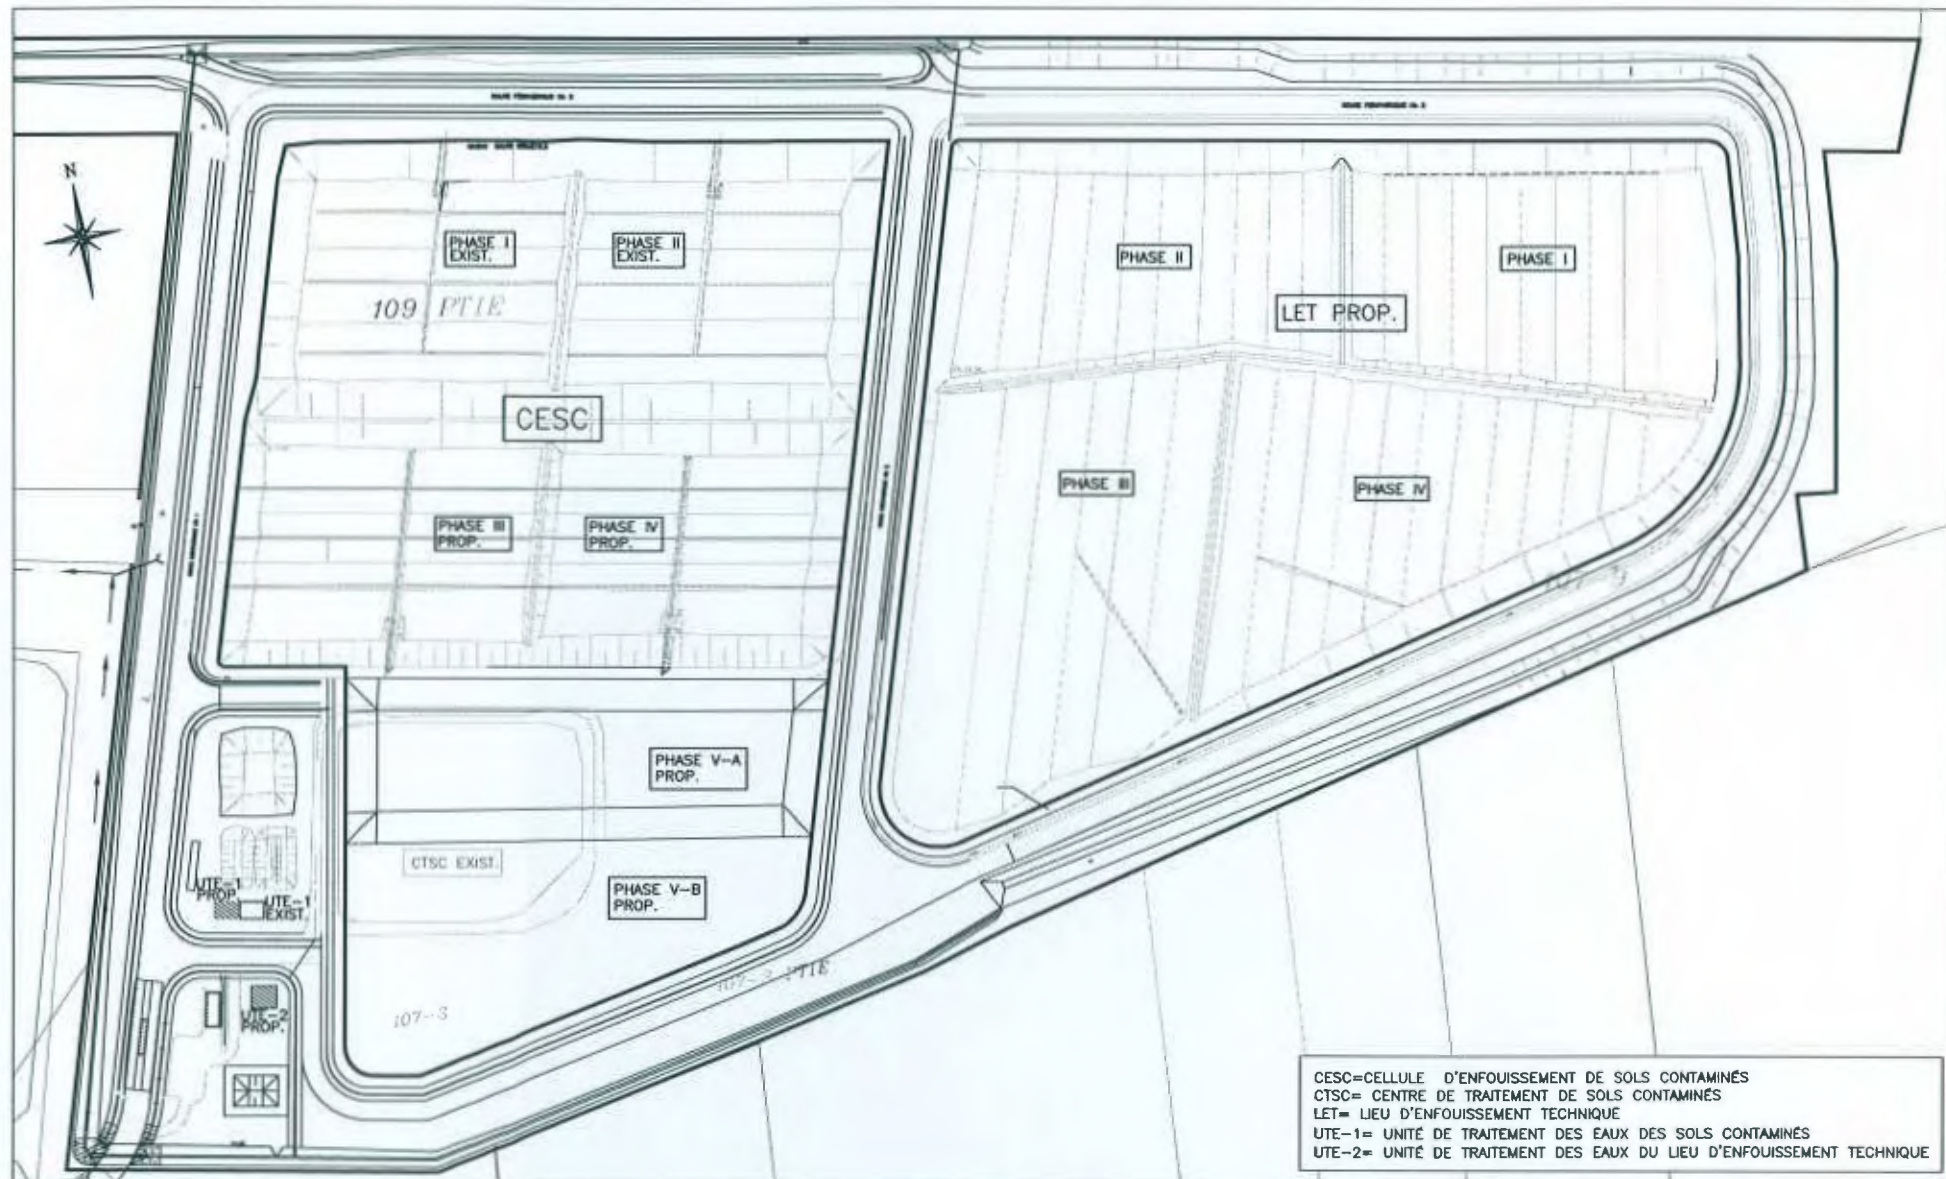 N
PHASE I
EXIST.
PHASE II
EXIST.
109 PTIE
CESC
PHASE III
PROP.
PHASE IV
PROP.
PHASE II
PHASE I
LET PROP.
PHASE III
PHASE IV
107-3
PHASE V-A
PROP.
CTSC EXIST.
PHASE V-B
PROP.
UTE-1
PROP.
UTE-1
EXIST.
UTE-2
PROP.
107-3 PTIE
107-3
CESC=CELLULE D'ENFOUISSEMENT DE SOLS CONTAMINÉS
CTSC= CENTRE DE TRAITEMENT DE SOLS CONTAMINÉS
LET= LIEU D'ENFOUISSEMENT TECHNIQUE
UTE-1= UNITÉ DE TRAITEMENT DES EAUX DES SOLS CONTAMINÉS
UTE-2= UNITÉ DE TRAITEMENT DES EAUX DU LIEU D'ENFOUISSEMENT TECHNIQUE